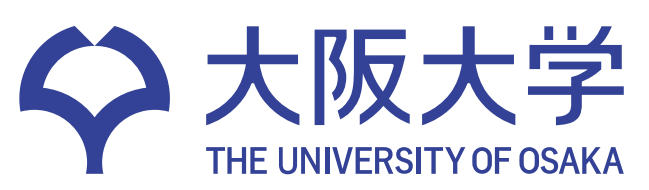 大阪大学
THE UNIVERSITY OF OSAKA